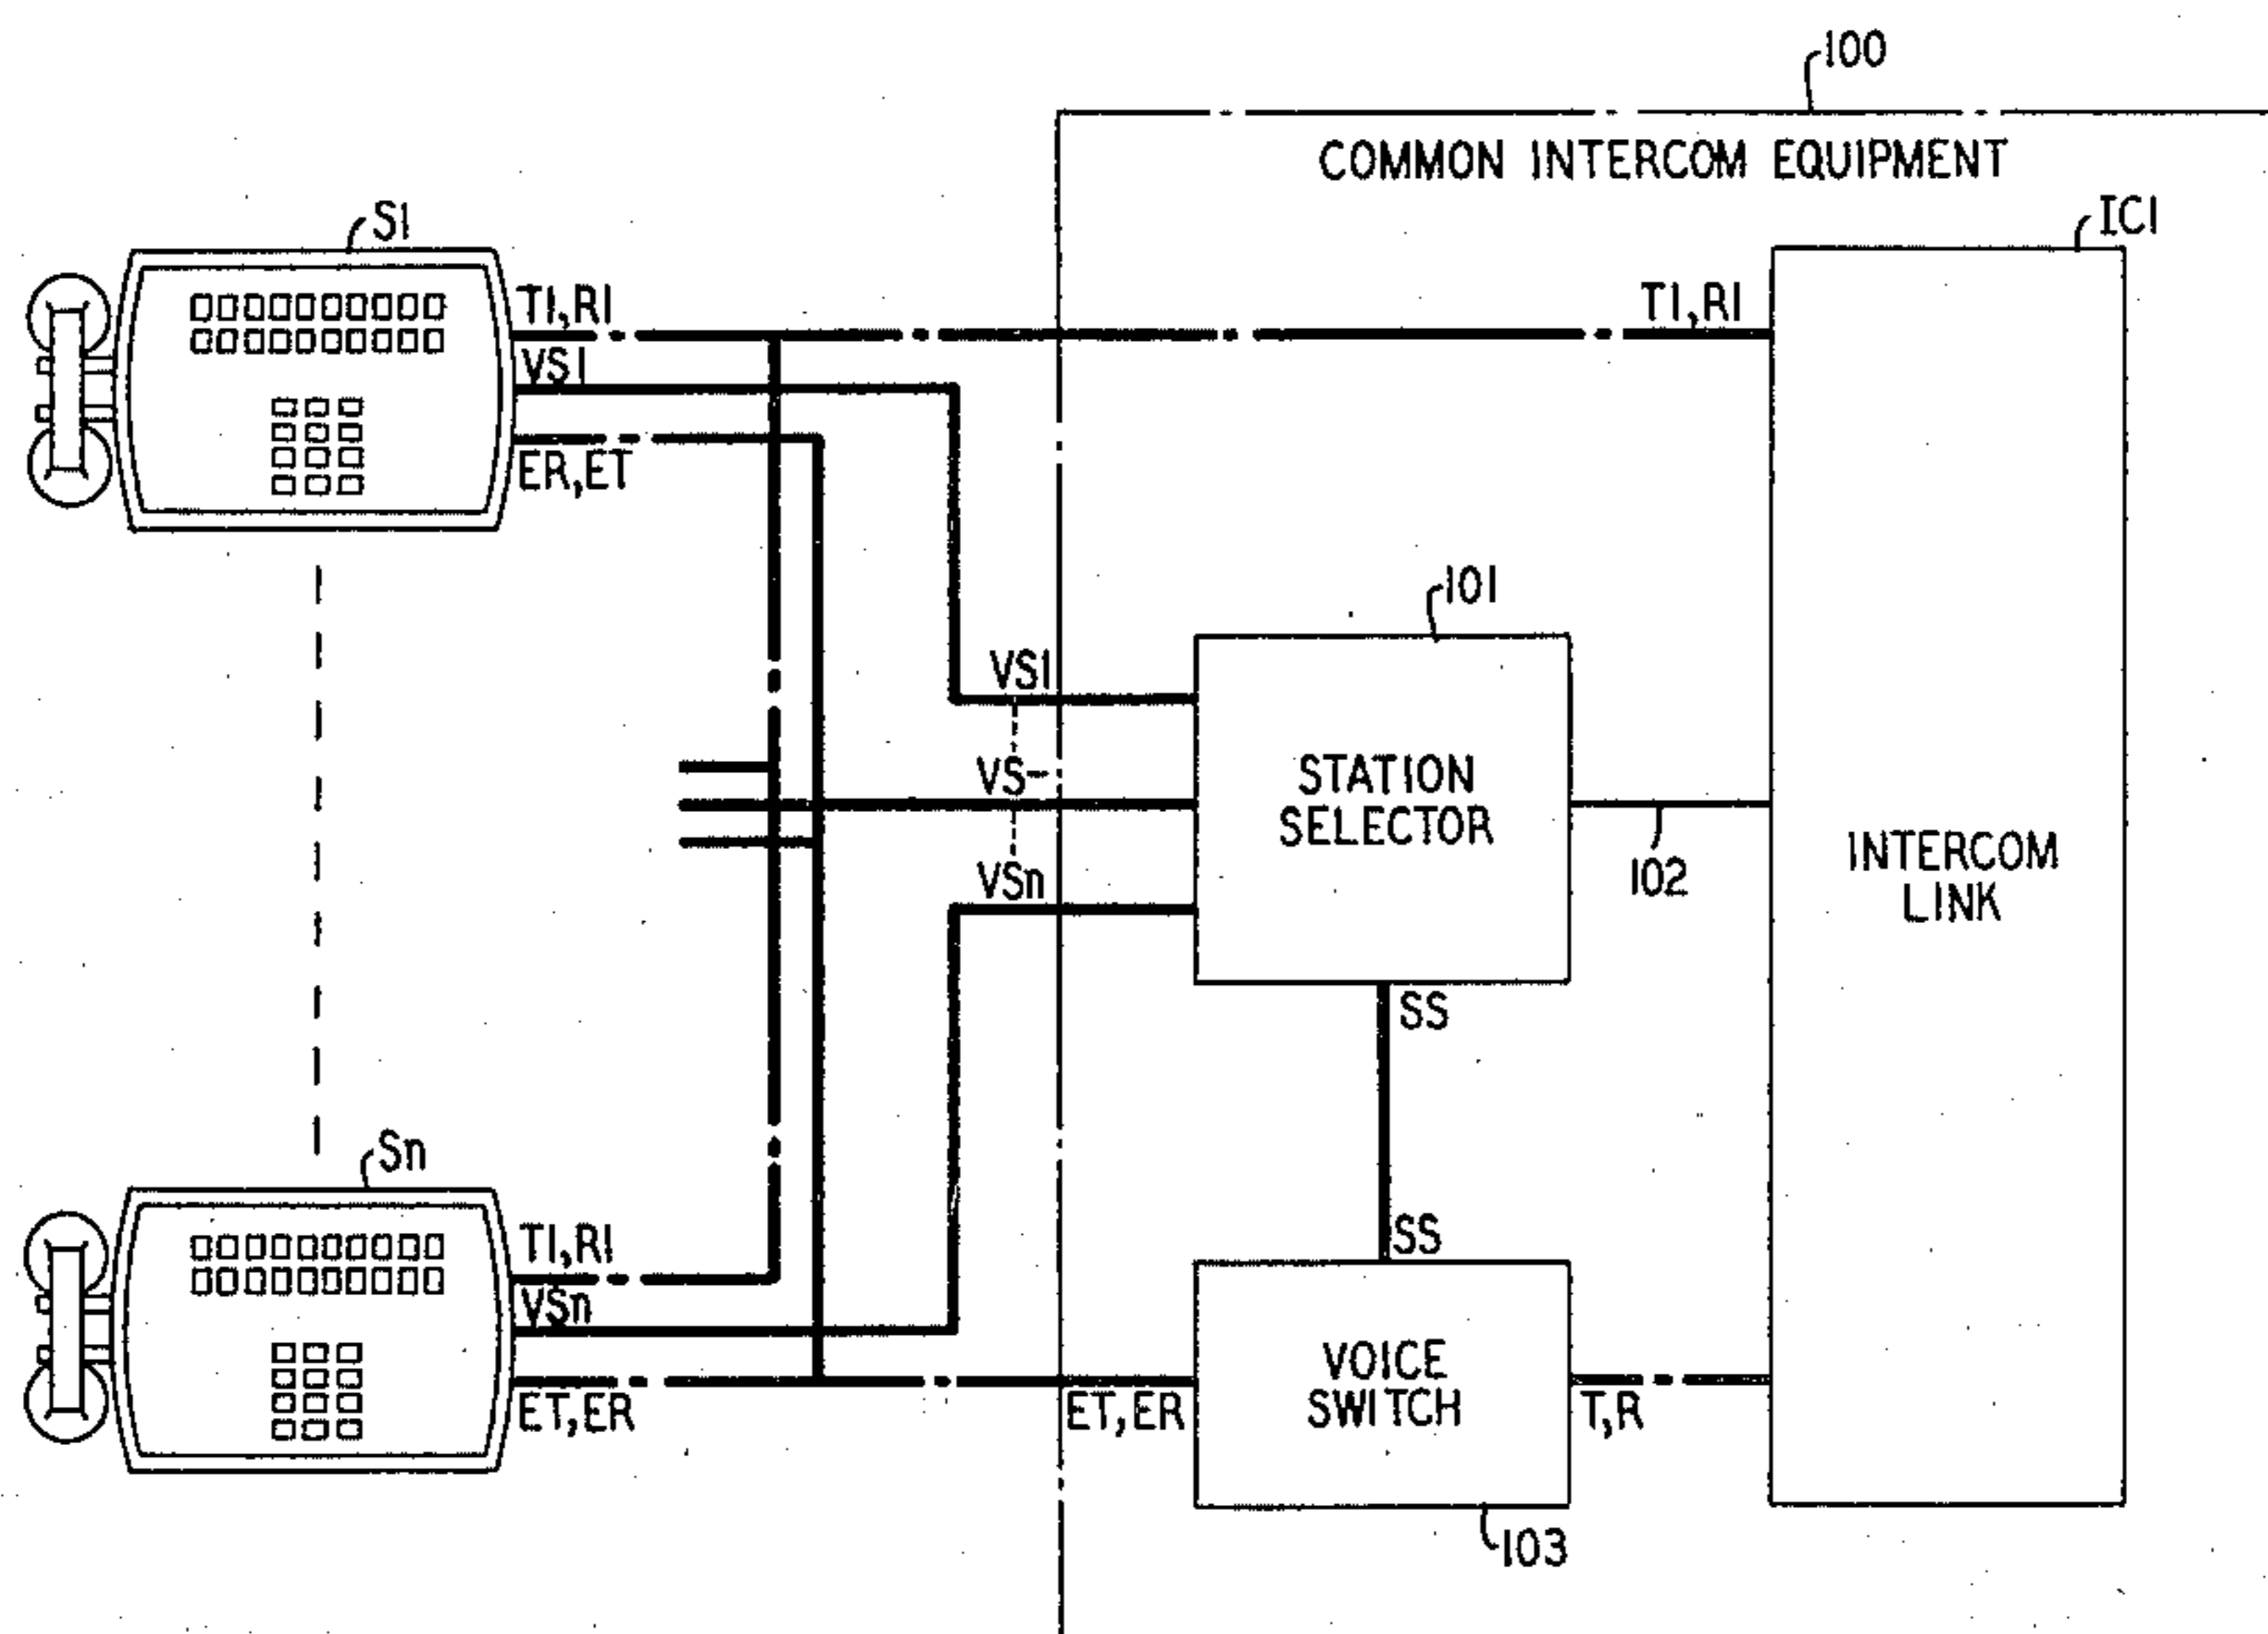 100
COMMON INTERCOM EQUIPMENT
S1
IC1
T1,R1
T1,R1
VS1
ER,ET
101
VS1
STATION
SELECTOR
VS-
VSn
102
INTERCOM
LINK
SS
Sn
SS
T1,R1
VSn
ET,ER
ET,ER
VOICE
SWITCH
T,R
103